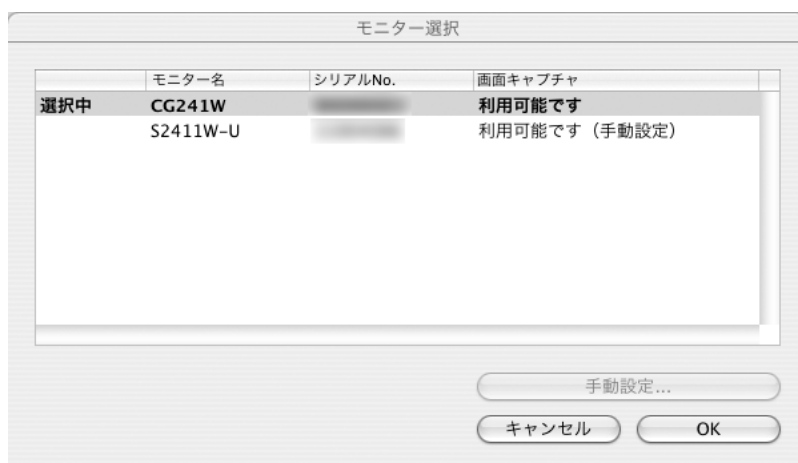 モニター選択
モニター名 シリアルNo. 画面キャプチャ
選択中 CG241W 利用可能です
S2411W-U 利用可能です（手動設定）
手動設定...
キャンセル OK